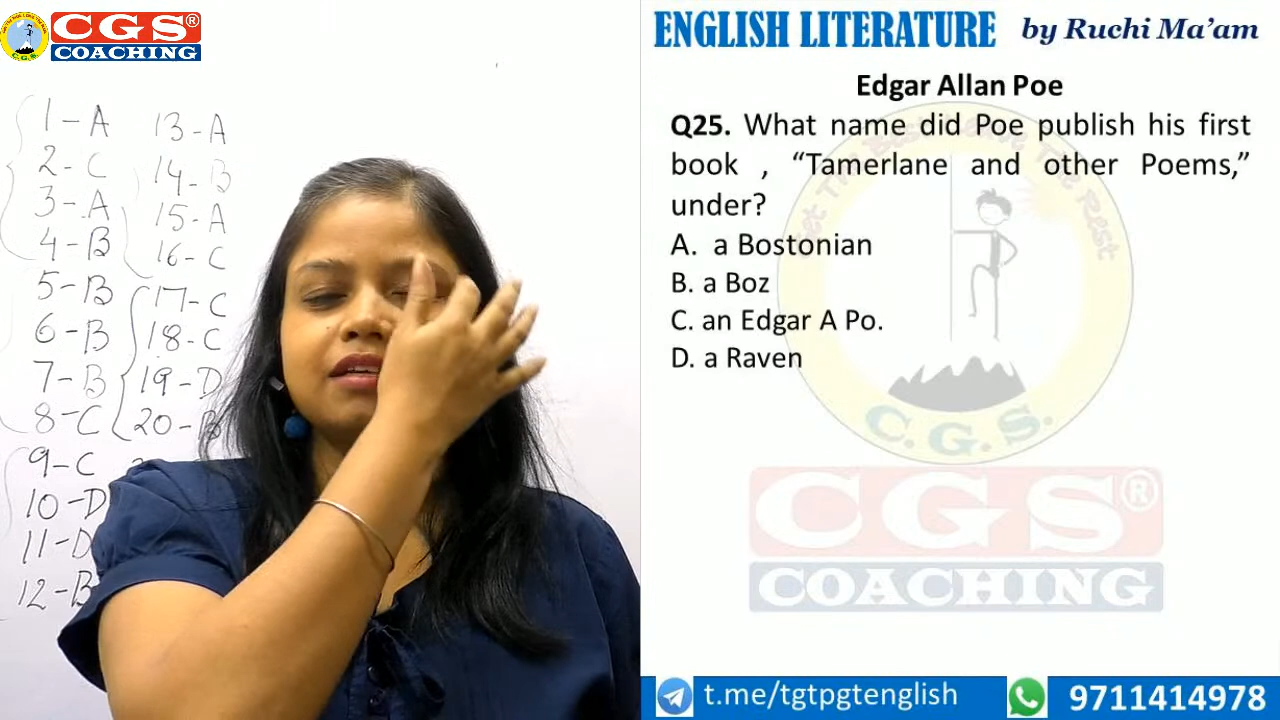 CGS®
COACHING
C.G.S.
1-A
2-C
3-A
4-B
5-B
6-B
7-B
8-C
9-C
10-D
11-D
12-B
13-A
14-B
15-A
16-C
17-C
18-C
19-D
20-B
ENGLISH LITERATURE by Ruchi Ma’am
Edgar Allan Poe
Q25. What name did Poe publish his first
book , “Tamerlane and other Poems,”
under?
A. a Bostonian
B. a Boz
C. an Edgar A Po.
D. a Raven
C.G.S.
CGS®
COACHING
t.me/tgtpgtenglish
9711414978